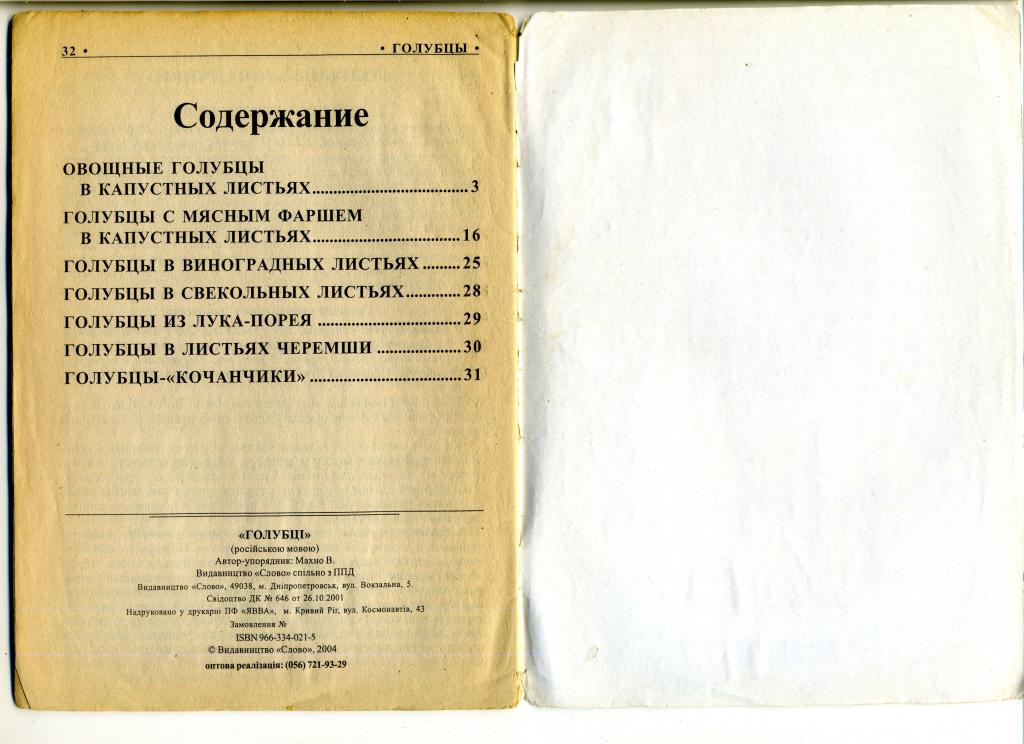 32 • • ГОЛУБЦЫ •
Содержание
ОВОЩНЫЕ ГОЛУБЦЫ
В КАПУСТНЫХ ЛИСТЬЯХ..................................... 3
ГОЛУБЦЫ С МЯСНЫМ ФАРШЕМ
В КАПУСТНЫХ ЛИСТЬЯХ................................... 16
ГОЛУБЦЫ В ВИНОГРАДНЫХ ЛИСТЬЯХ......... 25
ГОЛУБЦЫ В СВЕКОЛЬНЫХ ЛИСТЬЯХ............. 28
ГОЛУБЦЫ ИЗ ЛУКА-ПОРЕЯ .................................. 29
ГОЛУБЦЫ В ЛИСТЬЯХ ЧЕРЕМШИ .................... 30
ГОЛУБЦЫ-«КОЧАНЧИКИ» .................................... 31
«ГОЛУБЦІ»
(російською мовою)
Автор-упорядник: Махно В.
Видавництво «Слово» спільно з ППД
Видавництво «Слово», 49038, м. Дніпропетровськ, вул. Вокзальна, 5.
Свідоцтво ДК № 646 от 26.10.2001
Надруковано у друкарні ПФ «ЯВВА», м. Кривий Ріг, вул. Космонавтів, 43
Замовлення №
ISBN 966-334-021-5
© Видавництво «Слово», 2004
оптова реалізація: (056) 721-93-29